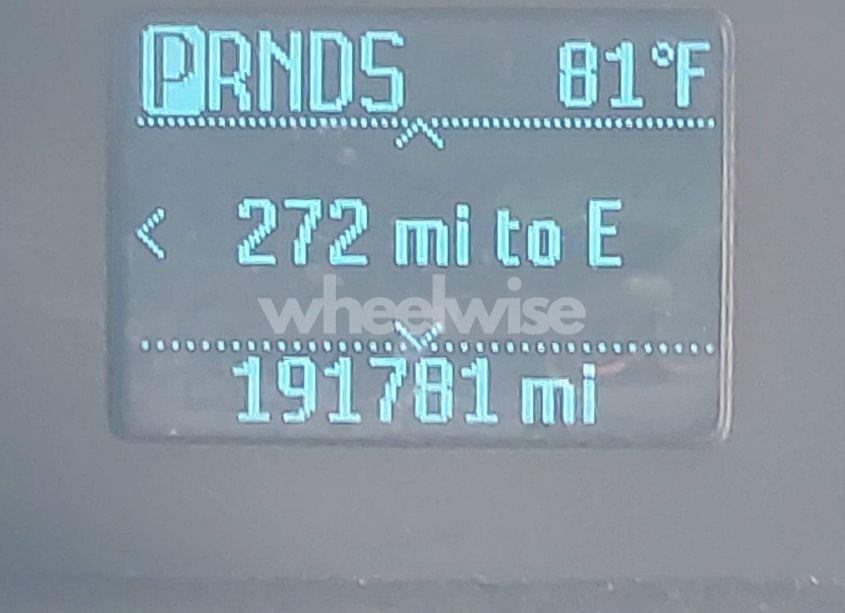 PRNDS 81°F
< 272 mi to E
wheelwise
191781 mi